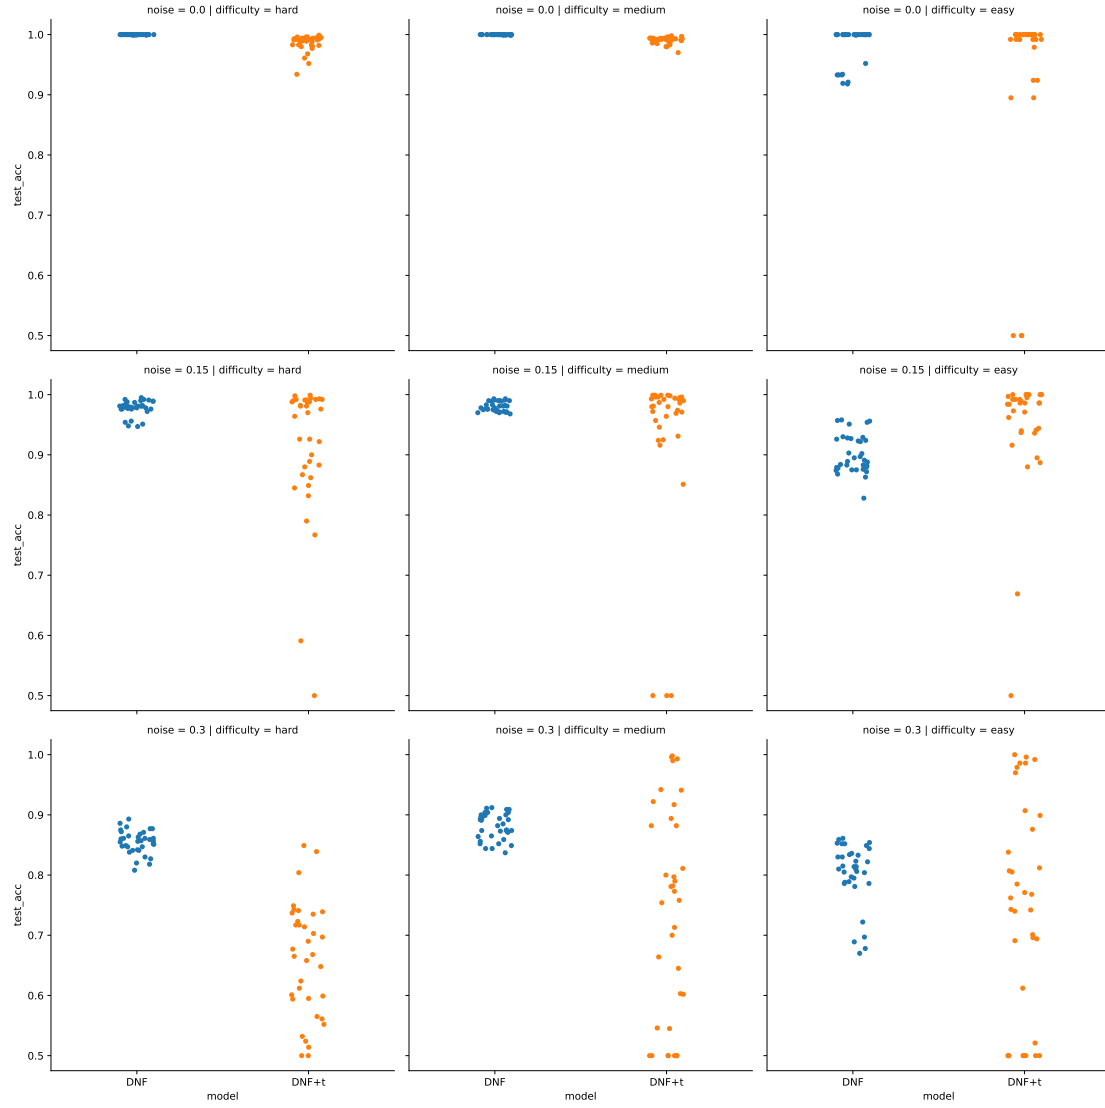 noise = 0.0 | difficulty = hard
noise = 0.0 | difficulty = medium
noise = 0.0 | difficulty = easy
1.0
0.9
0.8
0.7
0.6
0.5
test_acc
noise = 0.15 | difficulty = hard
noise = 0.15 | difficulty = medium
noise = 0.15 | difficulty = easy
1.0
0.9
0.8
0.7
0.6
0.5
test_acc
noise = 0.3 | difficulty = hard
noise = 0.3 | difficulty = medium
noise = 0.3 | difficulty = easy
1.0
0.9
0.8
0.7
0.6
0.5
test_acc
DNF DNF+t
model
DNF DNF+t
model
DNF DNF+t
model